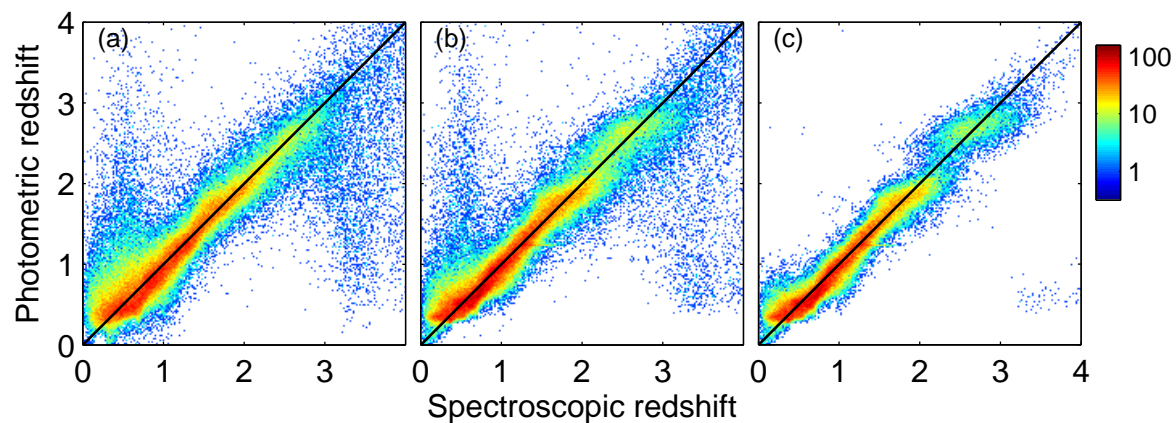 Photometric redshift
4
3
2
1
0
(a)
(b)
(c)
100
10
1
0 1 2 3
0 1 2 3
0 1 2 3 4
Spectroscopic redshift